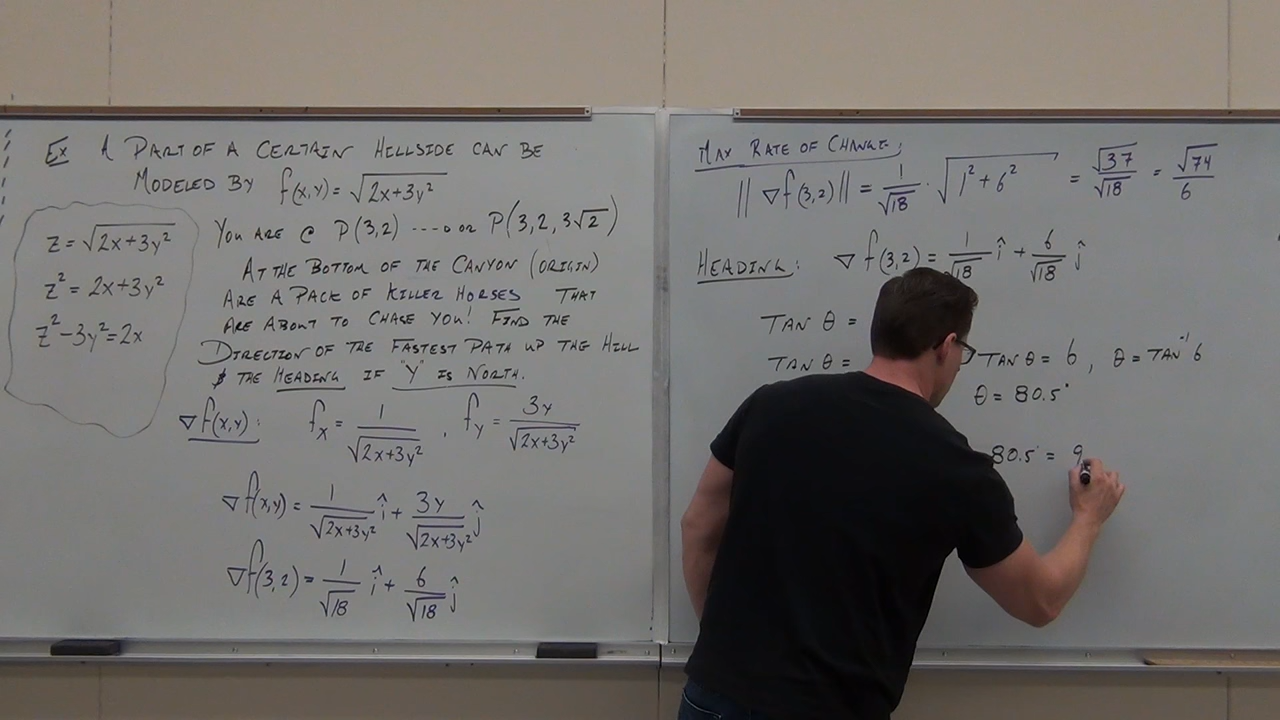 Ex A PART OF A CERTAIN HILLSIDE CAN BE
MODELED BY f(x,y) = √(2x+3y²)
z = √(2x+3y²)
z² = 2x+3y²
z²-3y²=2x
YOU ARE @ P(3,2) ----→ OR P(3,2,3√2)
AT THE BOTTOM OF THE CANYON (ORIGIN)
ARE A PACK OF KILLER HORSES THAT
ARE ABOUT TO CHASE YOU! FIND THE
DIRECTION OF THE FASTEST PATH UP THE HILL
& THE HEADING IF "Y" IS NORTH.
∇f(x,y): fx = 1/√(2x+3y²) , fy = 3y/√(2x+3y²)
∇f(x,y) = 1/√(2x+3y²) î + 3y/√(2x+3y²) ĵ
∇f(3,2) = 1/√18 î + 6/√18 ĵ
MAX RATE OF CHANGE:
||∇f(3,2)|| = 1/√18 · √(1²+6²) = √37/√18 = √74/6
HEADING: ∇f(3,2) = 1/√18 î + 6/√18 ĵ
TAN θ =
TAN θ = TAN θ = 6 , θ = TAN⁻¹ 6
θ = 80.5°
80.5° = 9